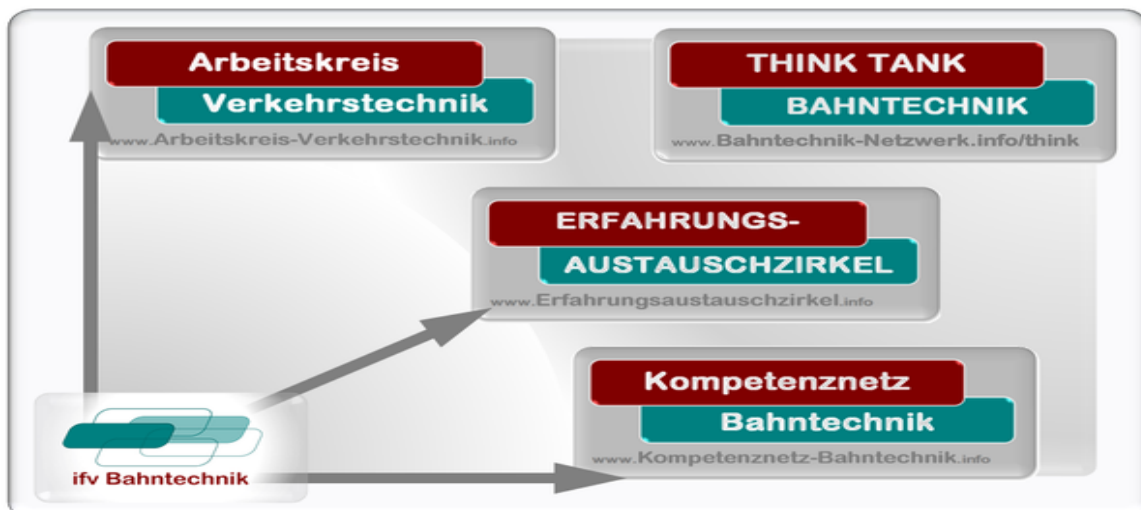 Arbeitskreis
Verkehrstechnik
www.Arbeitskreis-Verkehrstechnik.info
THINK TANK
BAHNTECHNIK
www.Bahntechnik-Netzwerk.info/think
ERFAHRUNGS-
AUSTAUSCHZIRKEL
www.Erfahrungsaustauschzirkel.info
Kompetenznetz
Bahntechnik
www.Kompetenznetz-Bahntechnik.info
ifv Bahntechnik